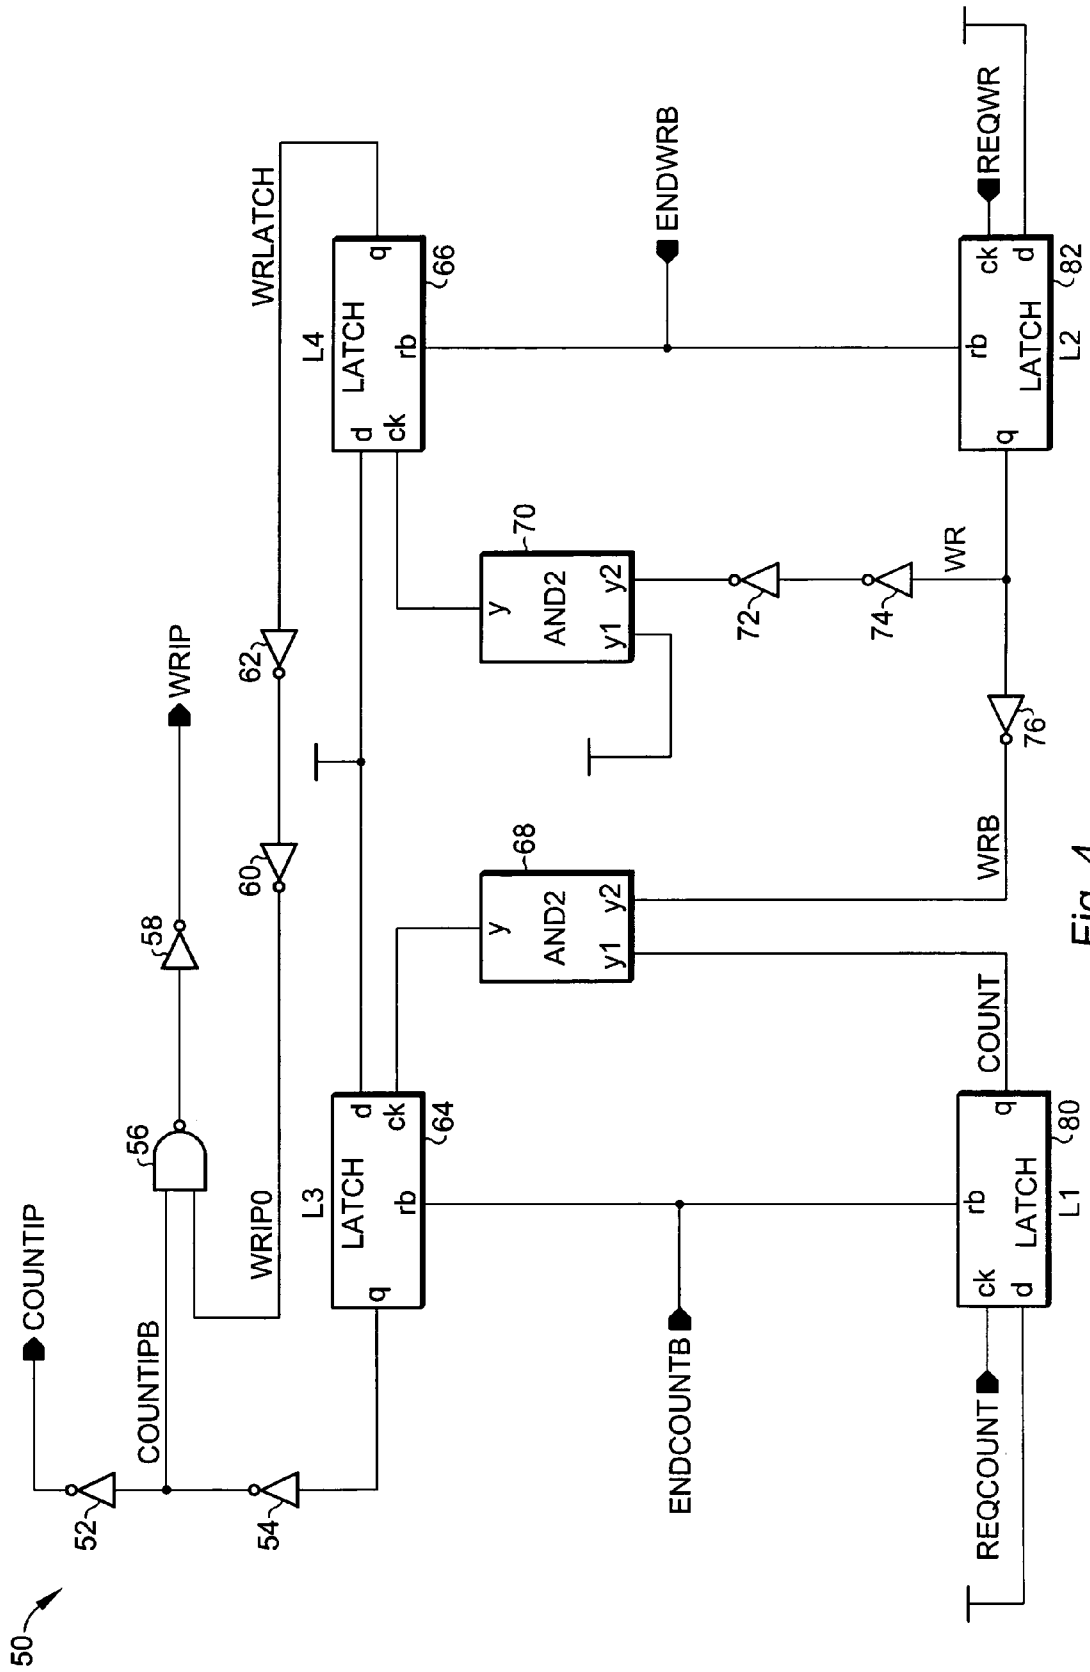 50
COUNTIP
52
COUNTIPB
54
56
58
WRIP
WRIP0
60
62
WRLATCH
L3
LATCH
d
ck
q
rb
64
L4
LATCH
d
ck
q
rb
66
AND2
y
y1
y2
68
AND2
y
y1
y2
70
72
74
WR
76
WRB
COUNT
ENDCOUNTB
ENDWRB
REQCOUNT
ck
d
rb
q
LATCH
80
L1
REQWR
ck
d
rb
q
LATCH
82
L2
Fig. 4